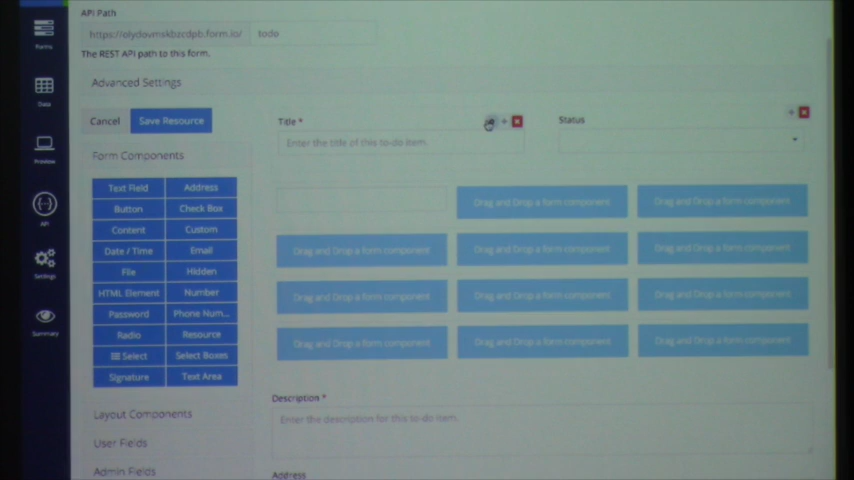 API Path
https://olydovmskbzcdpb.form.io/ todo
The REST API path to this form.
Advanced Settings
Cancel Save Resource
Form Components
Text Field Address
Button Check Box
Content Custom
Date / Time Email
File Hidden
HTML Element Number
Password Phone Num...
Radio Resource
Select Select Boxes
Signature Text Area
Layout Components
User Fields
Admin Fields
Forms
Data
Preview
API
Settings
Summary
Title *
Enter the title of this to-do item.
Status
Drag and Drop a form component Drag and Drop a form component
Drag and Drop a form component Drag and Drop a form component Drag and Drop a form component
Drag and Drop a form component Drag and Drop a form component Drag and Drop a form component
Drag and Drop a form component Drag and Drop a form component Drag and Drop a form component
Description *
Enter the description for this to-do item.
Address